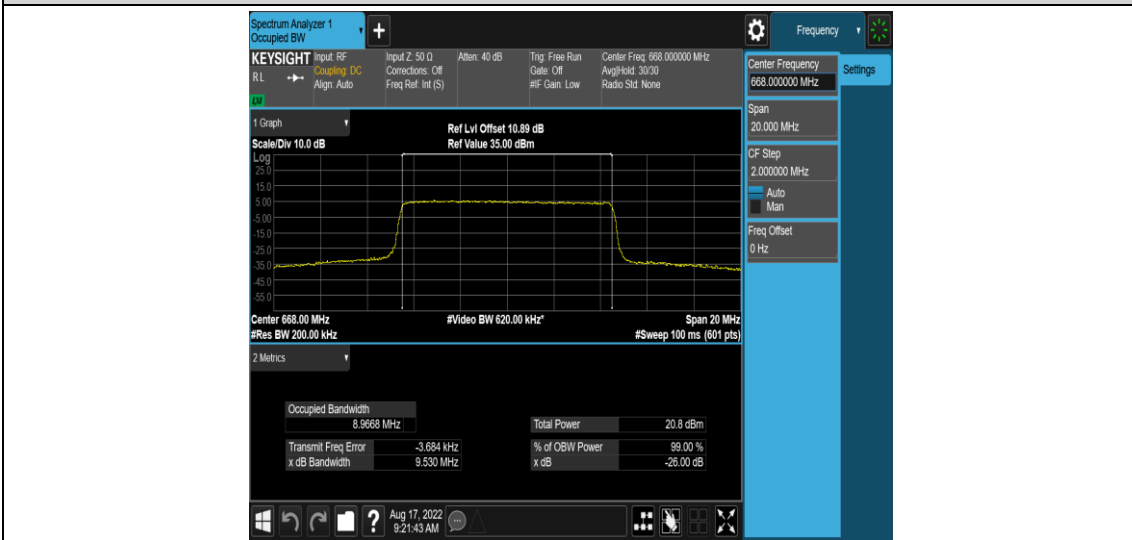 Spectrum Analyzer 1
Occupied BW
+
Frequency
KEYSIGHT
RL
LXI
Input: RF
Coupling: DC
Align: Auto
Input Z: 50 Ω
Corrections: Off
Freq Ref: Int (S)
Atten: 40 dB
Trig: Free Run
Gate: Off
#IF Gain: Low
Center Freq: 668.000000 MHz
Avg|Hold: 30/30
Radio Std: None
Center Frequency
668.000000 MHz
Settings
Span
20.000 MHz
CF Step
2.000000 MHz
Auto
Man
Freq Offset
0 Hz
1 Graph
Scale/Div 10.0 dB
Ref Lvl Offset 10.89 dB
Ref Value 35.00 dBm
Log
25.0
15.0
5.00
-5.00
-15.0
-25.0
-35.0
-45.0
-55.0
Center 668.00 MHz
#Video BW 620.00 kHz*
Span 20 MHz
#Res BW 200.00 kHz
#Sweep 100 ms (601 pts)
2 Metrics
Occupied Bandwidth
8.9668 MHz
Total Power 20.8 dBm
Transmit Freq Error -3.684 kHz
% of OBW Power 99.00 %
x dB Bandwidth 9.530 MHz
x dB -26.00 dB
?
Aug 17, 2022
9:21:43 AM